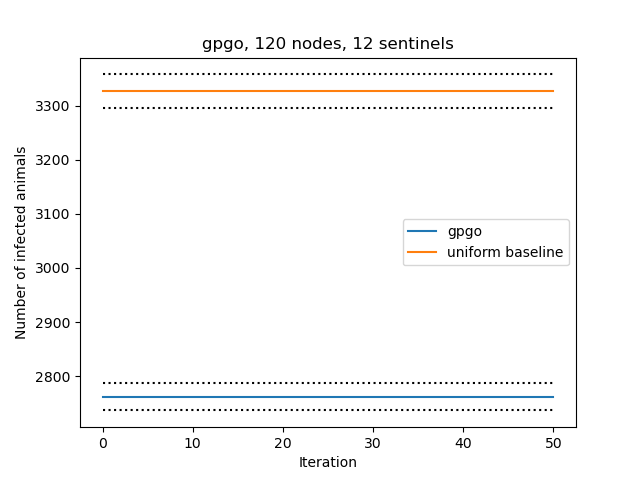 gpgo, 120 nodes, 12 sentinels
3300
3200
3100
3000
2900
2800
Number of infected animals
gpgo
uniform baseline
0 10 20 30 40 50
Iteration